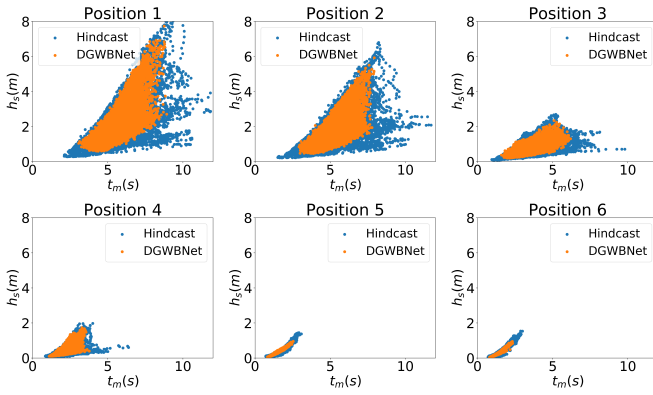 Position 1
Position 2
Position 3
8
Hindcast
DGWBNet
6
4
2
0
h_s(m)
0
5
10
t_m(s)
8
Hindcast
DGWBNet
6
4
2
0
h_s(m)
0
5
10
t_m(s)
8
Hindcast
DGWBNet
6
4
2
0
h_s(m)
0
5
10
t_m(s)
Position 4
Position 5
Position 6
8
Hindcast
DGWBNet
6
4
2
0
h_s(m)
0
5
10
t_m(s)
8
Hindcast
DGWBNet
6
4
2
0
h_s(m)
0
5
10
t_m(s)
8
Hindcast
DGWBNet
6
4
2
0
h_s(m)
0
5
10
t_m(s)